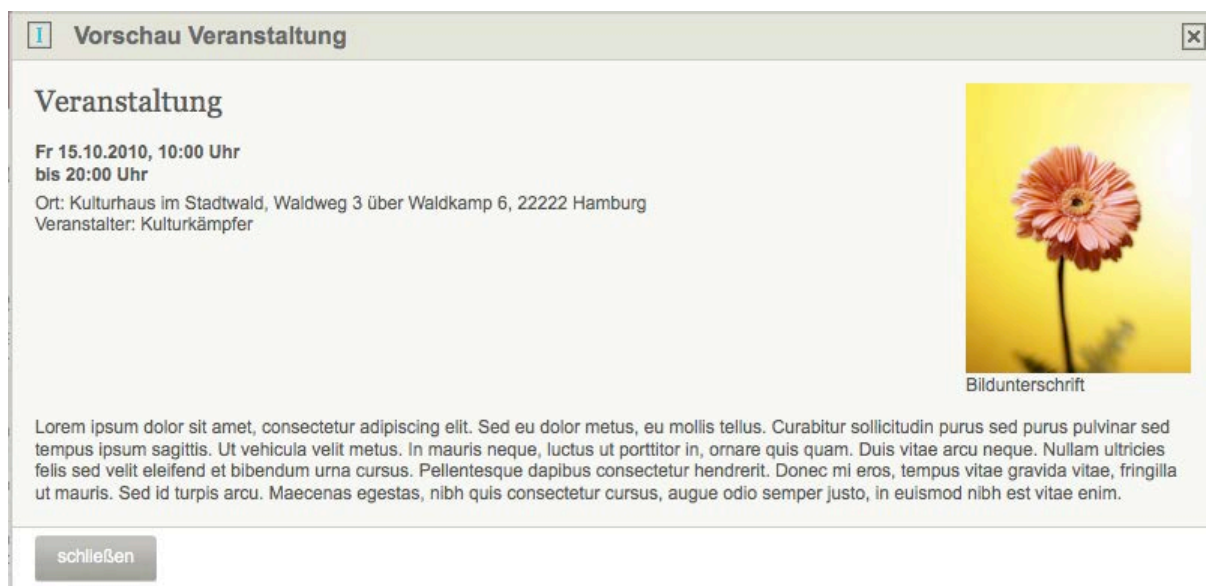 I Vorschau Veranstaltung
Veranstaltung
Fr 15.10.2010, 10:00 Uhr
bis 20:00 Uhr
Ort: Kulturhaus im Stadtwald, Waldweg 3 über Waldkamp 6, 22222 Hamburg
Veranstalter: Kulturkämpfer
Bildunterschrift
Lorem ipsum dolor sit amet, consectetur adipiscing elit. Sed eu dolor metus, eu mollis tellus. Curabitur sollicitudin purus sed purus pulvinar sed
tempus ipsum sagittis. Ut vehicula velit metus. In mauris neque, luctus ut porttitor in, ornare quis quam. Duis vitae arcu neque. Nullam ultricies
felis sed velit eleifend et bibendum urna cursus. Pellentesque dapibus consectetur hendrerit. Donec mi eros, tempus vitae gravida vitae, fringilla
ut mauris. Sed id turpis arcu. Maecenas egestas, nibh quis consectetur cursus, augue odio semper justo, in euismod nibh est vitae enim.
schließen